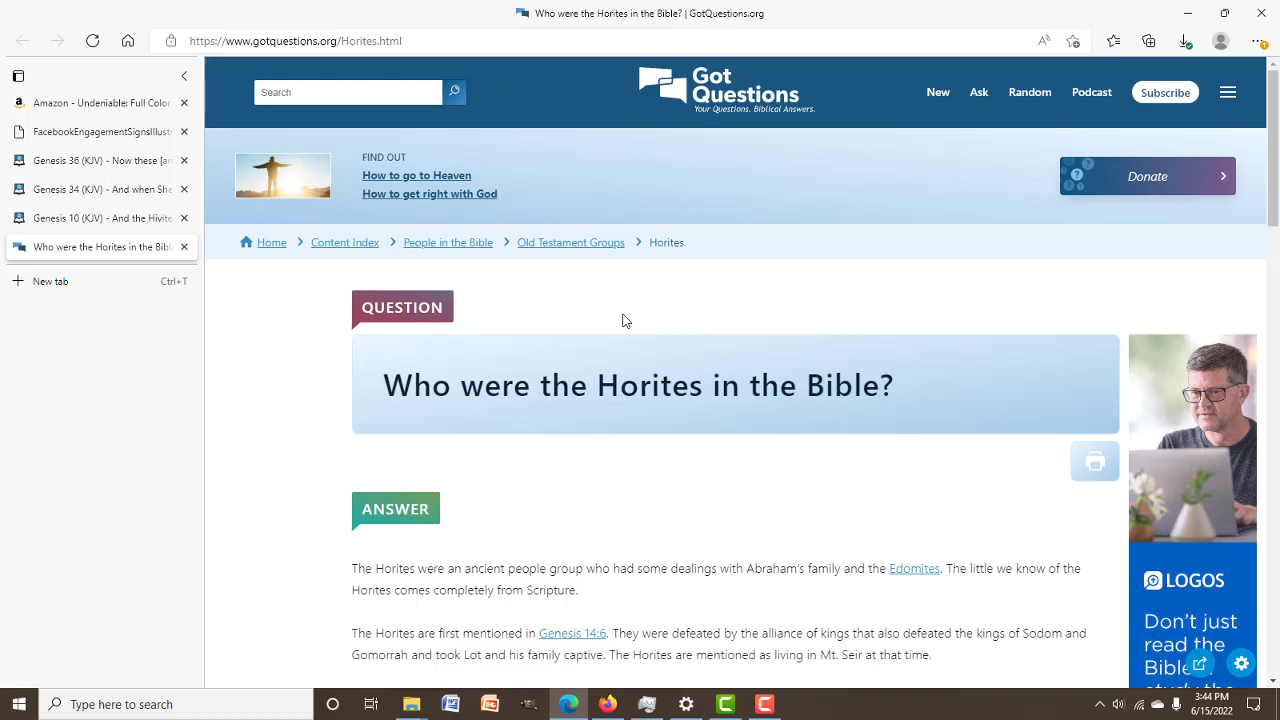 Who were the Horites in the Bible? | GotQuestions.org
https://www.gotquestions.org/Horites.html
Amazon - Undeniable: Full Color
FacebookEngagementSignsIllustr
Genesis 36 (KJV) - Now these [an
Genesis 34 (KJV) - And when She
Genesis 10 (KJV) - And the Hivite
Who were the Horites in the Bibl
New tab Ctrl+T
Search
Got Questions
Your Questions. Biblical Answers.
New Ask Random Podcast Subscribe
FIND OUT
How to go to Heaven
How to get right with God
Donate
Home Content Index People in the Bible Old Testament Groups Horites
QUESTION
Who were the Horites in the Bible?
ANSWER
The Horites were an ancient people group who had some dealings with Abraham's family and the Edomites. The little we know of the
Horites comes completely from Scripture.
The Horites are first mentioned in Genesis 14:6. They were defeated by the alliance of kings that also defeated the kings of Sodom and
Gomorrah and took Lot and his family captive. The Horites are mentioned as living in Mt. Seir at that time.
LOGOS
Don't just
read the
Bible
study the
Type here to search
3:44 PM
6/15/2022